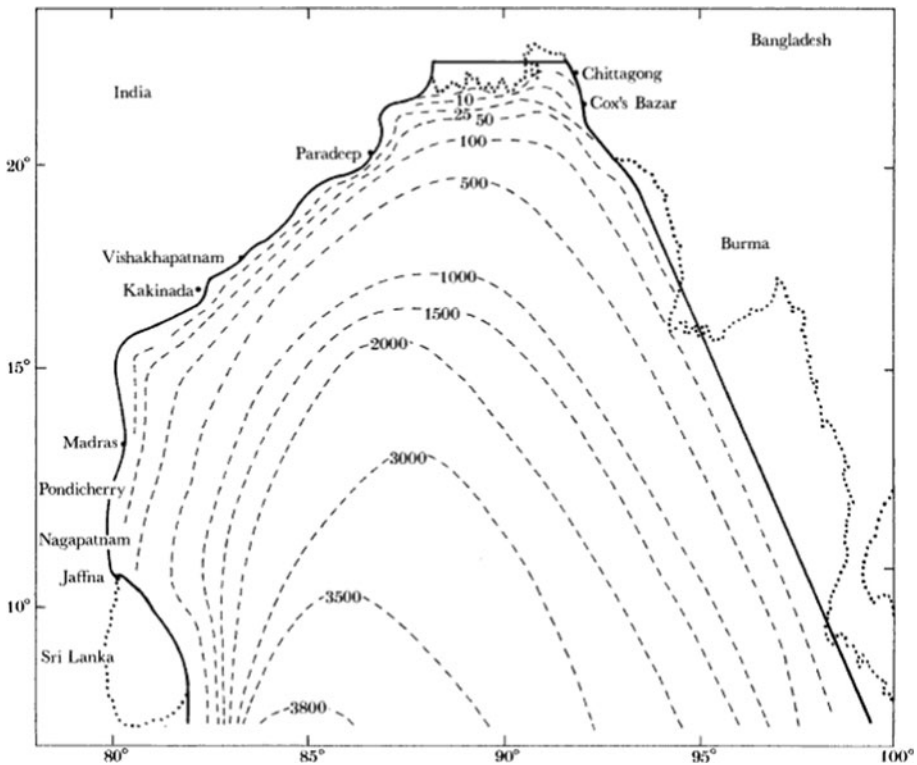 Bangladesh
India
Chittagong
10
Cox's Bazar
25 50
100
Paradeep
20°
500
Burma
Vishakhapatnam
1000
Kakinada
1500
2000
15°
Madras
3000
Pondicherry
Nagapatnam
Jaffna
3500
10°
Sri Lanka
3800
80° 85° 90° 95° 100°